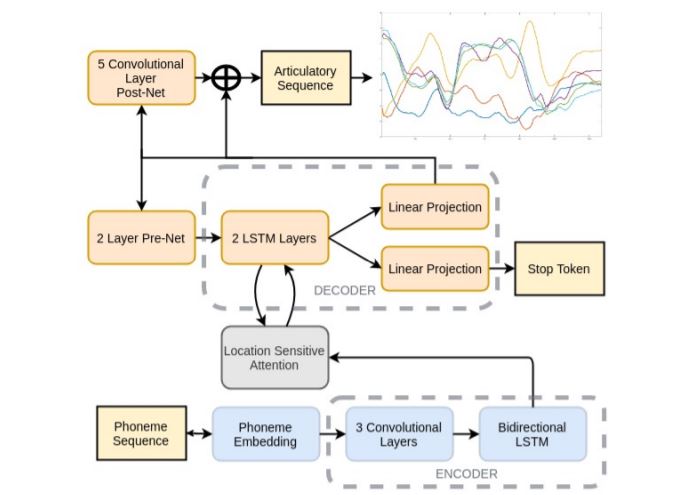 5 Convolutional
Layer
Post-Net
Articulatory
Sequence
2 Layer Pre-Net
2 LSTM Layers
Linear Projection
Linear Projection
Stop Token
DECODER
Location Sensitive
Attention
Phoneme
Sequence
Phoneme
Embedding
3 Convolutional
Layers
Bidirectional
LSTM
ENCODER